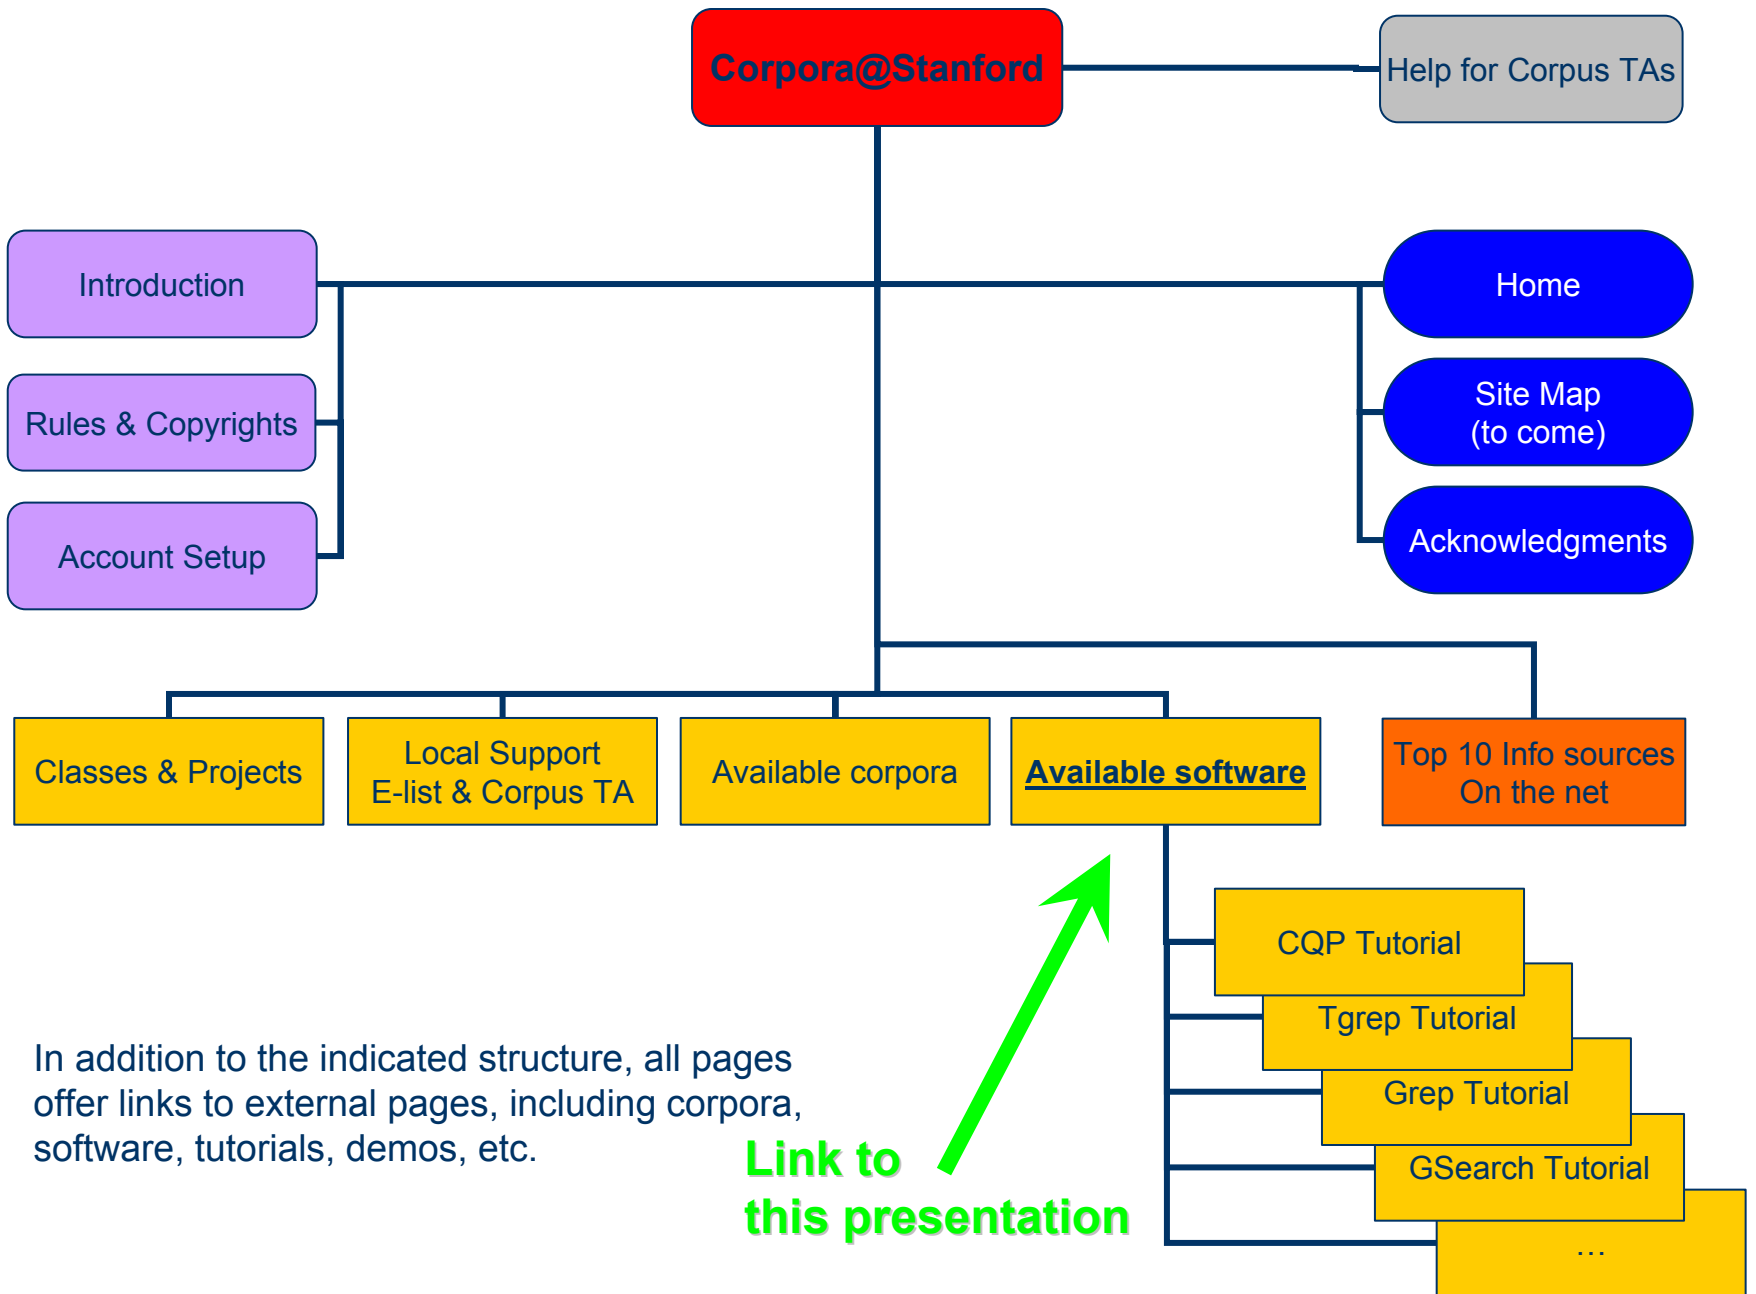 Corpora@Stanford
Help for Corpus TAs
Introduction
Home
Rules & Copyrights
Site Map
(to come)
Account Setup
Acknowledgments
Classes & Projects
Local Support
E-list & Corpus TA
Available corpora
Available software
Top 10 Info sources
On the net
CQP Tutorial
Tgrep Tutorial
Grep Tutorial
GSearch Tutorial
…
In addition to the indicated structure, all pages
offer links to external pages, including corpora,
software, tutorials, demos, etc.
Link to
this presentation